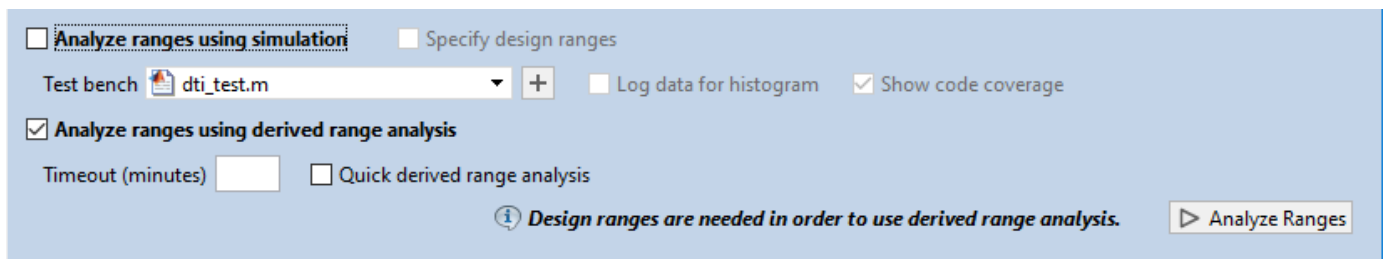 Analyze ranges using simulation Specify design ranges
Test bench dti_test.m + Log data for histogram Show code coverage
Analyze ranges using derived range analysis
Timeout (minutes) Quick derived range analysis
Design ranges are needed in order to use derived range analysis. Analyze Ranges